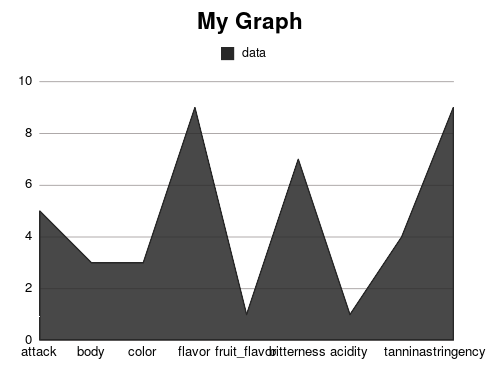 My Graph
data
10
8
6
4
2
0
attack body color flavor fruit_flavor bitterness acidity tannin astringency